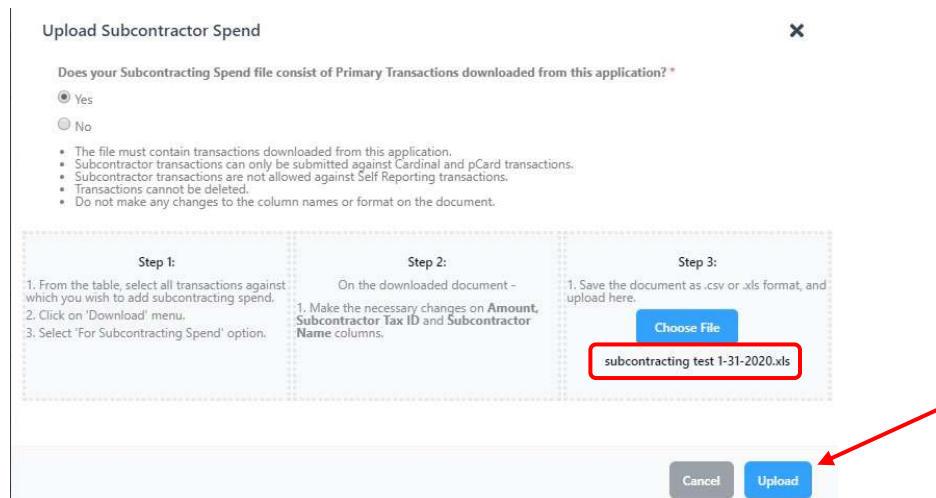 Upload Subcontractor Spend
Does your Subcontracting Spend file consist of Primary Transactions downloaded from this application? *
Yes
No
• The file must contain transactions downloaded from this application.
• Subcontractor transactions can only be submitted against Cardinal and pCard transactions.
• Subcontractor transactions are not allowed against Self Reporting transactions.
• Transactions cannot be deleted.
• Do not make any changes to the column names or format on the document.
Step 1:
1. From the table, select all transactions against
which you wish to add subcontracting spend.
2. Click on 'Download' menu.
3. Select 'For Subcontracting Spend' option.
Step 2:
On the downloaded document -
1. Make the necessary changes on Amount,
Subcontractor Tax ID and Subcontractor
Name columns.
Step 3:
1. Save the document as .csv or .xls format, and
upload here.
Choose File
subcontracting test 1-31-2020.xls
Cancel
Upload